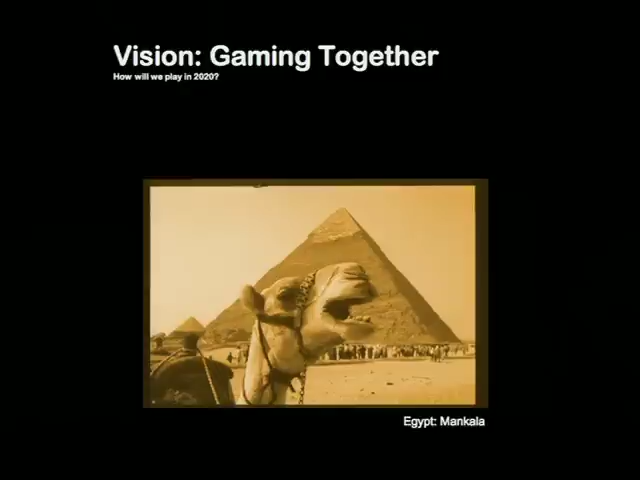 Vision: Gaming Together
How will we play in 2020?
Egypt: Mankala